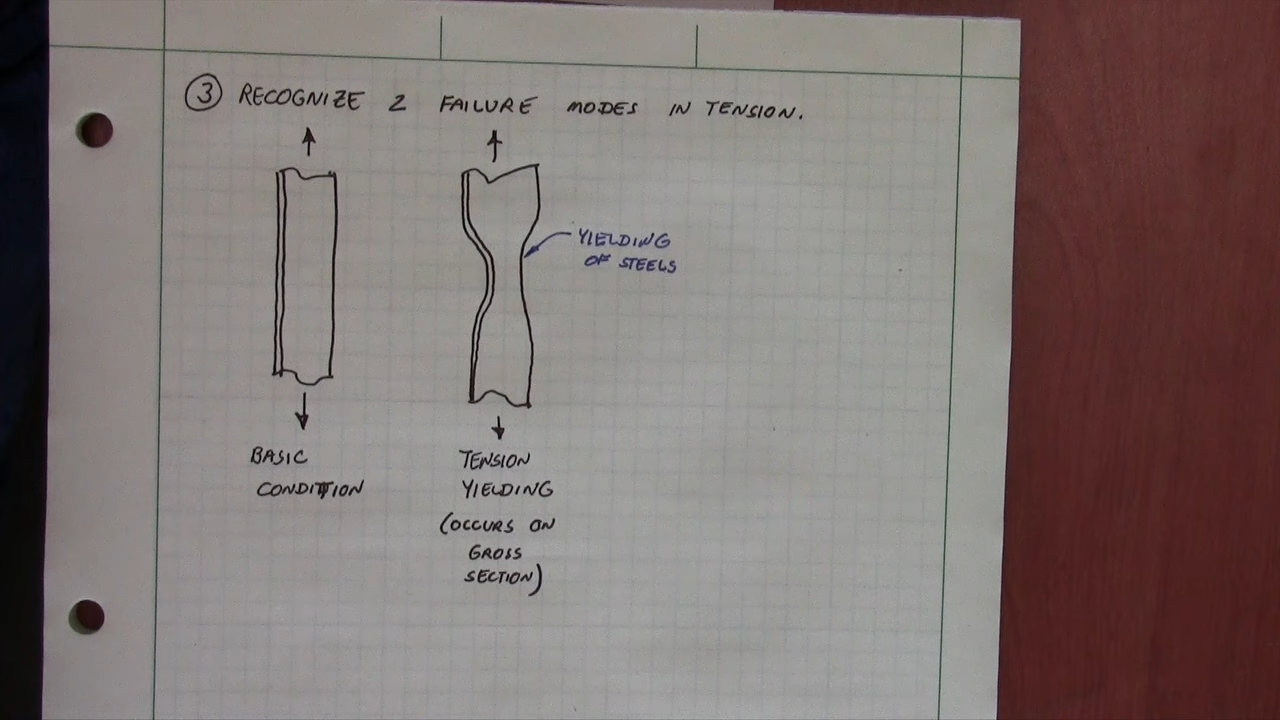 ③ RECOGNIZE 2 FAILURE MODES IN TENSION.
YIELDING
OF STEELS
BASIC
CONDITION
TENSION
YIELDING
(OCCURS ON
GROSS
SECTION)